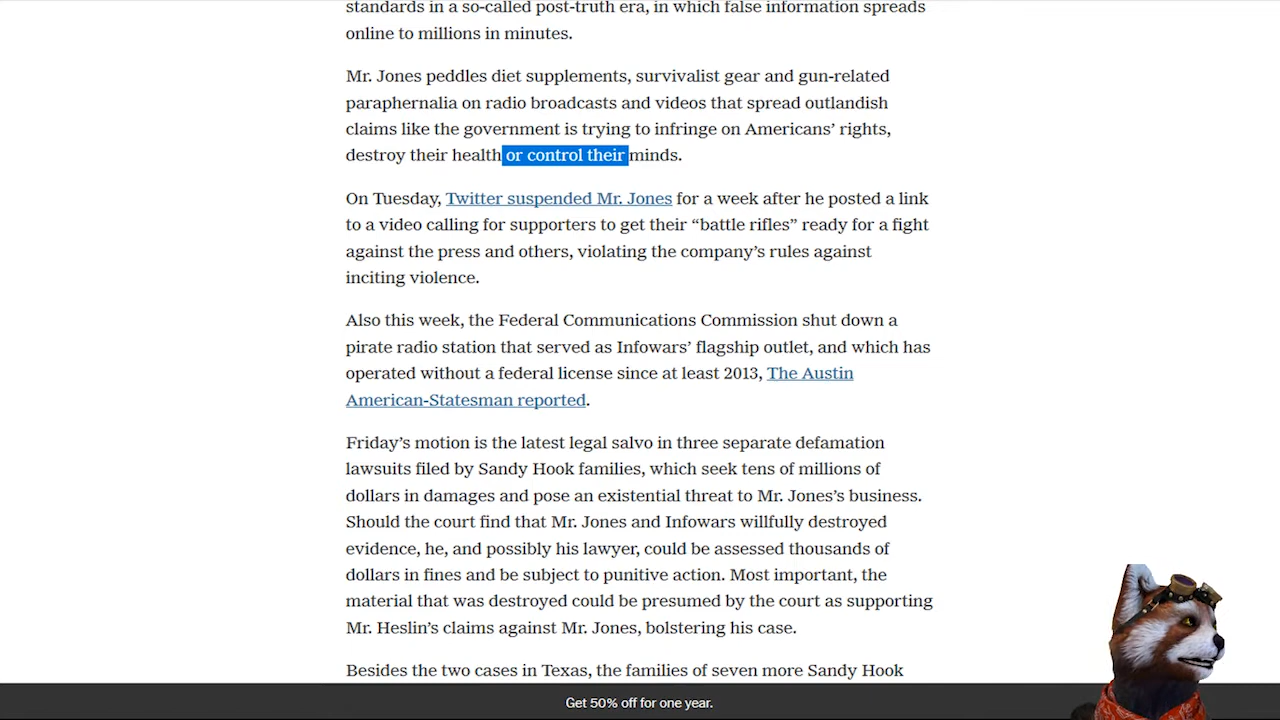 standards in a so-called post-truth era, in which false information spreads
online to millions in minutes.
Mr. Jones peddles diet supplements, survivalist gear and gun-related
paraphernalia on radio broadcasts and videos that spread outlandish
claims like the government is trying to infringe on Americans’ rights,
destroy their health or control their minds.
On Tuesday, Twitter suspended Mr. Jones for a week after he posted a link
to a video calling for supporters to get their “battle rifles” ready for a fight
against the press and others, violating the company’s rules against
inciting violence.
Also this week, the Federal Communications Commission shut down a
pirate radio station that served as Infowars’ flagship outlet, and which has
operated without a federal license since at least 2013, The Austin
American-Statesman reported.
Friday’s motion is the latest legal salvo in three separate defamation
lawsuits filed by Sandy Hook families, which seek tens of millions of
dollars in damages and pose an existential threat to Mr. Jones’s business.
Should the court find that Mr. Jones and Infowars willfully destroyed
evidence, he, and possibly his lawyer, could be assessed thousands of
dollars in fines and be subject to punitive action. Most important, the
material that was destroyed could be presumed by the court as supporting
Mr. Heslin’s claims against Mr. Jones, bolstering his case.
Besides the two cases in Texas, the families of seven more Sandy Hook
Get 50% off for one year.